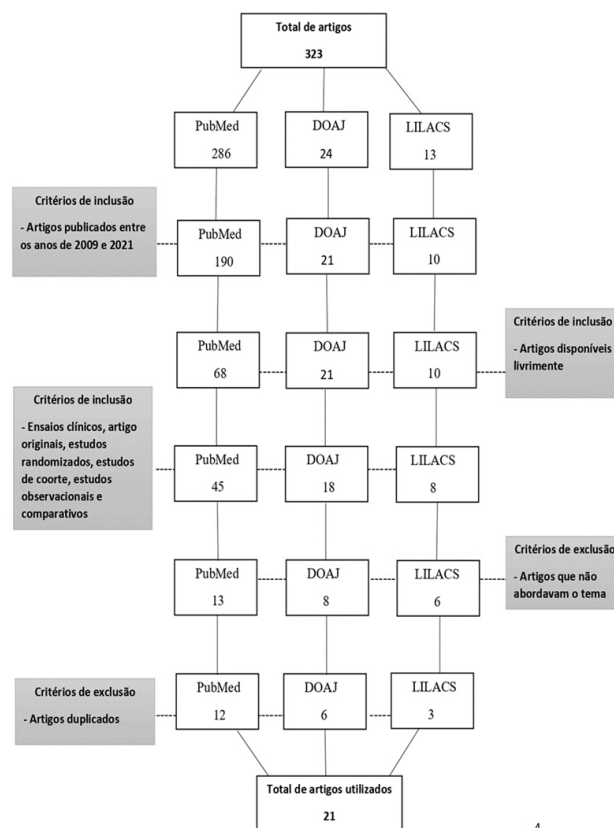 Total de artigos
323
PubMed
286
DOAJ
24
LILACS
13
Critérios de inclusão
- Artigos publicados entre
os anos de 2009 e 2021
PubMed
190
DOAJ
21
LILACS
10
Critérios de inclusão
- Artigos disponíveis
livrimente
PubMed
68
DOAJ
21
LILACS
10
Critérios de inclusão
- Ensaios clínicos, artigo
originais, estudos
randomizados, estudos
de coorte, estudos
observacionais e
comparativos
PubMed
45
DOAJ
18
LILACS
8
Critérios de exclusão
- Artigos que não
abordavam o tema
PubMed
13
DOAJ
8
LILACS
6
Critérios de exclusão
- Artigos duplicados
PubMed
12
DOAJ
6
LILACS
3
Total de artigos utilizados
21